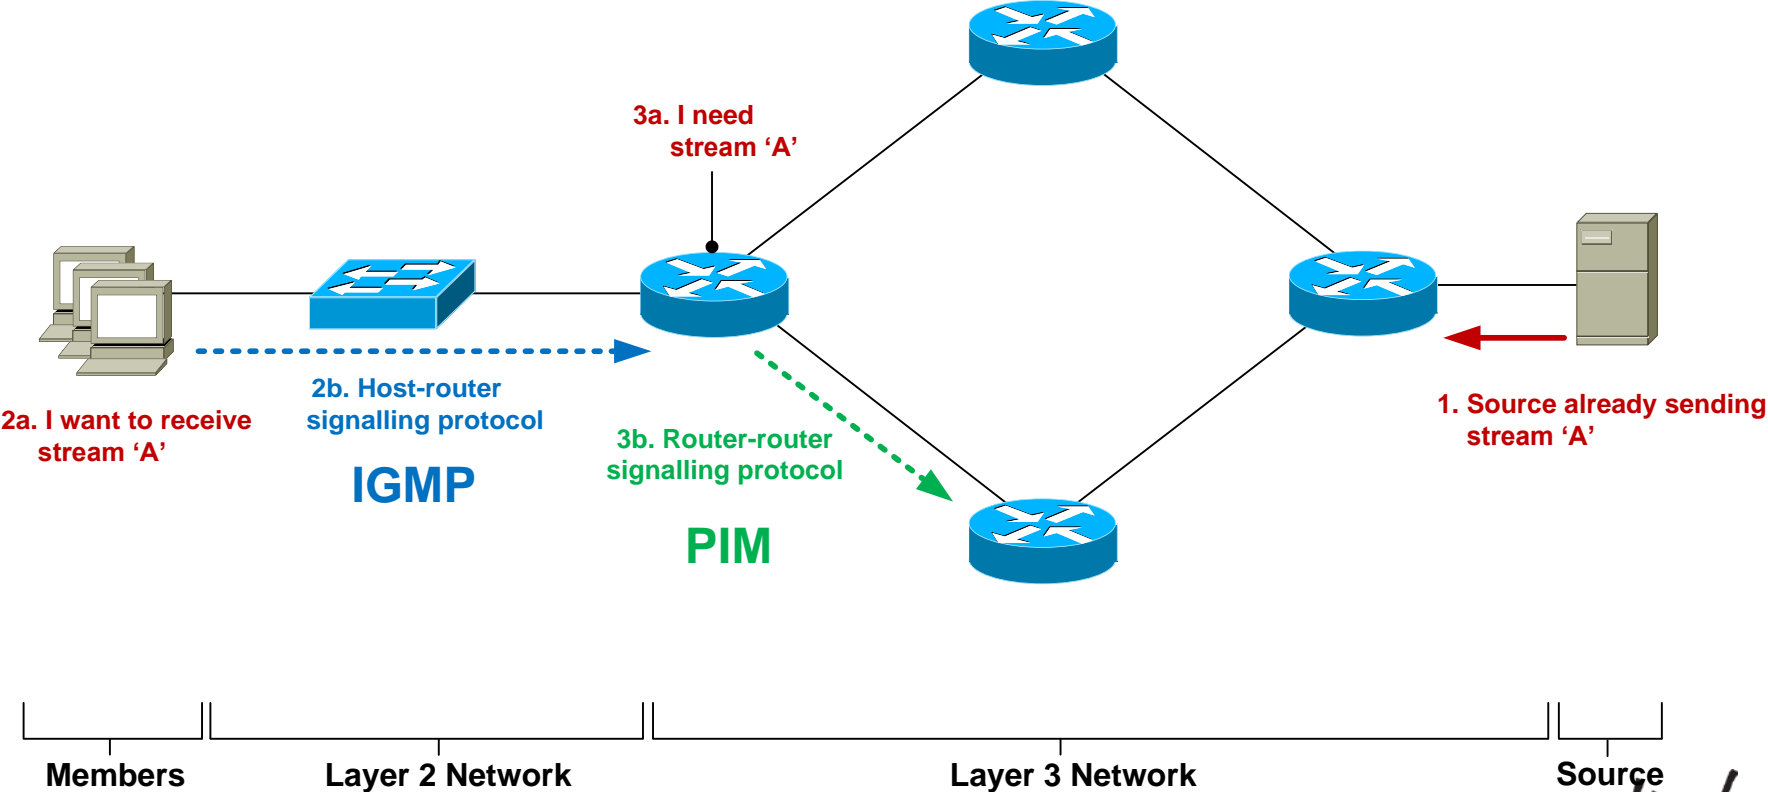 3a. I need
stream ‘A’
2a. I want to receive
stream ‘A’
2b. Host-router
signalling protocol
IGMP
3b. Router-router
signalling protocol
PIM
1. Source already sending
stream ‘A’
Members
Layer 2 Network
Layer 3 Network
Source